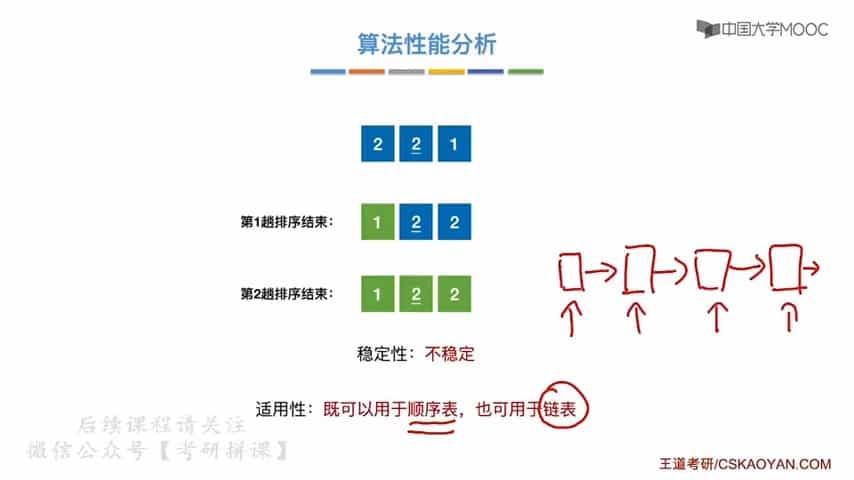 中国大学MOOC
算法性能分析
2 2 1
第1趟排序结束： 1 2 2
第2趟排序结束： 1 2 2
稳定性：不稳定
适用性：既可以用于顺序表，也可用于链表
后续课程请关注
微信公众号【考研拼课】
王道考研/CSKAOYAN.COM